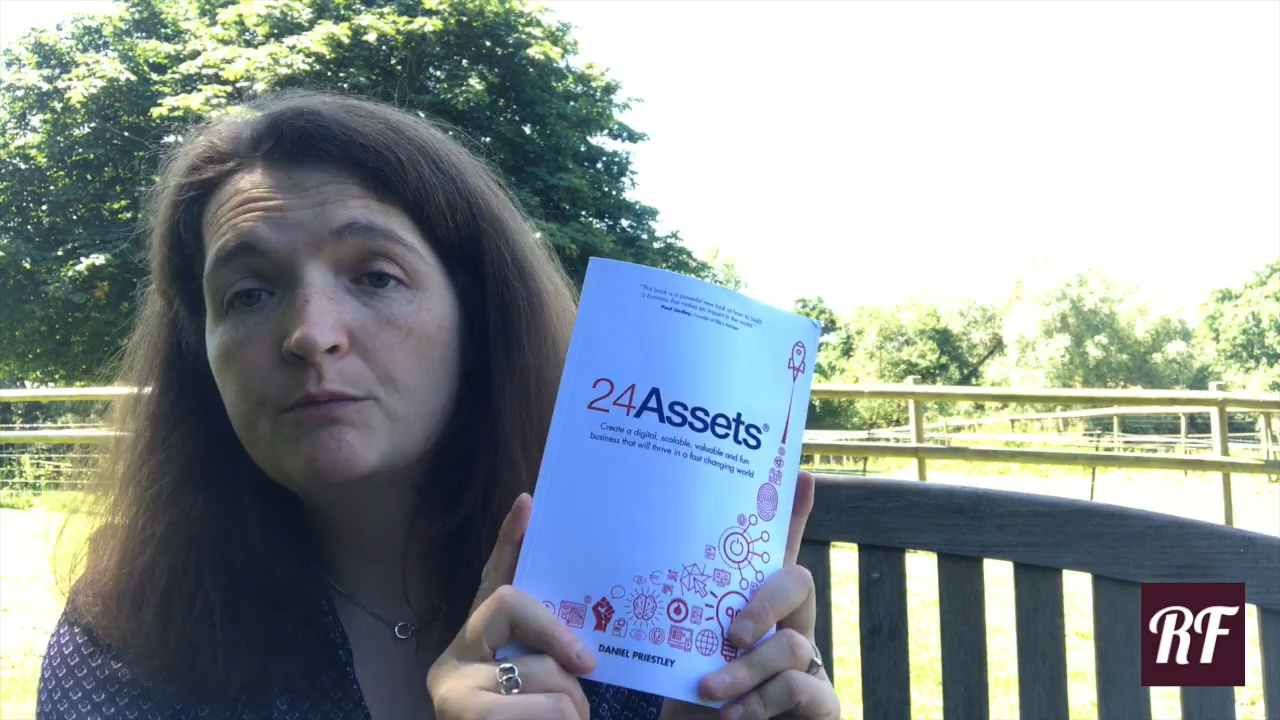 "This book is a powerful new look at how to build
a business that makes an impact in the world."
Paul Lindley, Founder of Ella's Kitchen
24Assets®
Create a digital, scalable, valuable and fun
business that will thrive in a fast changing world
DANIEL PRIESTLEY
RF